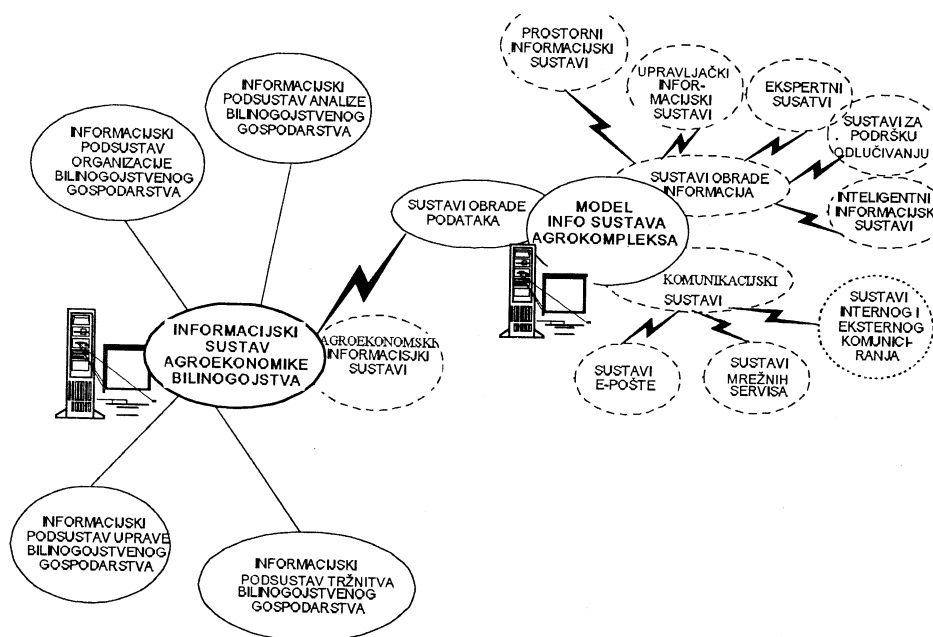 PROSTORNI
INFORMACIJSKI
SUSTAVI
UPRAVLJAČKI
INFOR-
MACIJSKI
SUSTAVI
EKSPERTNI
SUSATVI
SUSTAVI ZA
PODRŠKU
ODLUČIVANJU
INTELIGENTNI
INFORMACIJSKI
SUSTAVI
SUSTAVI OBRADE
INFORMACIJA
INFORMACIJSKI
PODSUSTAV ANALIZE
BILINOGOJSTVENOG
GOSPODARSTVA
INFORMACIJSKI
PODSUSTAV
ORGANIZACIJE
BILINOGOJSTVENOG
GOSPODARSTVA
SUSTAVI OBRADE
PODATAKA
MODEL
INFO SUSTAVA
AGROKOMPLEKSA
KOMUNIKACIJSKI
SUSTAVI
SUSTAVI
INTERNOG I
EKSTERNOG
KOMUNICI-
RANJA
SUSTAVI
E-POŠTE
SUSTAVI
MREŽNIH
SERVISA
INFORMACIJSKI
SUSTAV
AGROEKONOMIKE
BILINOGOJSTVA
AGROEKONOMSKI
INFORMACISJKI
SUSTAVI
INFORMACIJSKI
PODSUSTAV UPRAVE
BILINOGOJSTVENOG
GOSPODARSTVA
INFORMACIJSKI
PODSUSTAV TRŽNITVA
BILINOGOJSTVENOG
GOSPODARSTVA